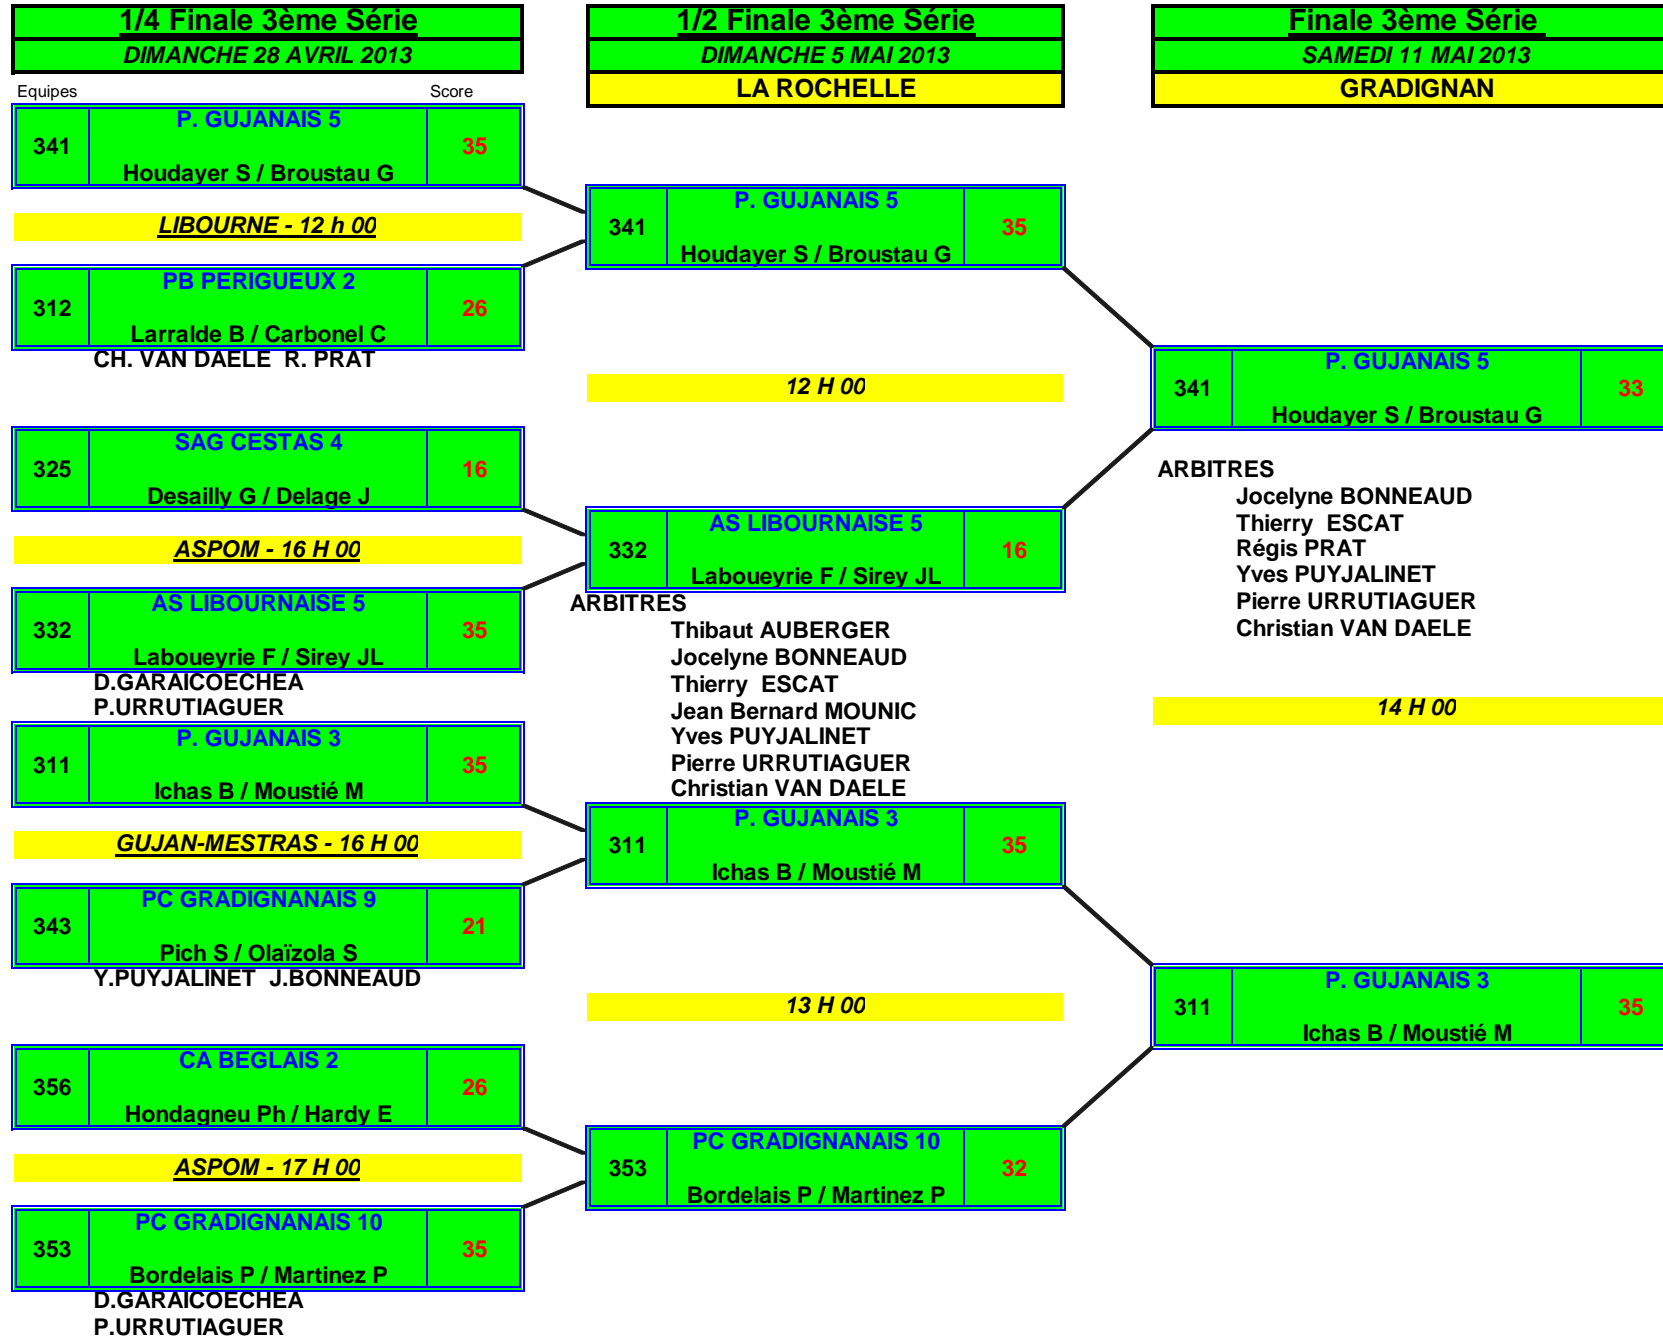 1/4 Finale 3ème Série
DIMANCHE 28 AVRIL 2013
Equipes Score
P. GUJANAIS 5
341 35
Houdayer S / Broustau G
LIBOURNE - 12 h 00
PB PERIGUEUX 2
312 26
Larralde B / Carbonel C
CH. VAN DAELE R. PRAT
SAG CESTAS 4
325 16
Desailly G / Delage J
ASPOM - 16 H 00
AS LIBOURNAISE 5
332 35
Laboueyrie F / Sirey JL
D.GARAICOECHEA
P.URRUTIAGUER
P. GUJANAIS 3
311 35
Ichas B / Moustié M
GUJAN-MESTRAS - 16 H 00
PC GRADIGNANAIS 9
343 21
Pich S / Olaïzola S
Y.PUYJALINET J.BONNEAUD
CA BEGLAIS 2
356 26
Hondagneu Ph / Hardy E
ASPOM - 17 H 00
PC GRADIGNANAIS 10
353 35
Bordelais P / Martinez P
D.GARAICOECHEA
P.URRUTIAGUER
1/2 Finale 3ème Série
DIMANCHE 5 MAI 2013
LA ROCHELLE
P. GUJANAIS 5
341 35
Houdayer S / Broustau G
12 H 00
AS LIBOURNAISE 5
332 16
Laboueyrie F / Sirey JL
ARBITRES
Thibaut AUBERGER
Jocelyne BONNEAUD
Thierry ESCAT
Jean Bernard MOUNIC
Yves PUYJALINET
Pierre URRUTIAGUER
Christian VAN DAELE
P. GUJANAIS 3
311 35
Ichas B / Moustié M
13 H 00
PC GRADIGNANAIS 10
353 32
Bordelais P / Martinez P
Finale 3ème Série
SAMEDI 11 MAI 2013
GRADIGNAN
P. GUJANAIS 5
341 33
Houdayer S / Broustau G
ARBITRES
Jocelyne BONNEAUD
Thierry ESCAT
Régis PRAT
Yves PUYJALINET
Pierre URRUTIAGUER
Christian VAN DAELE
14 H 00
P. GUJANAIS 3
311 35
Ichas B / Moustié M